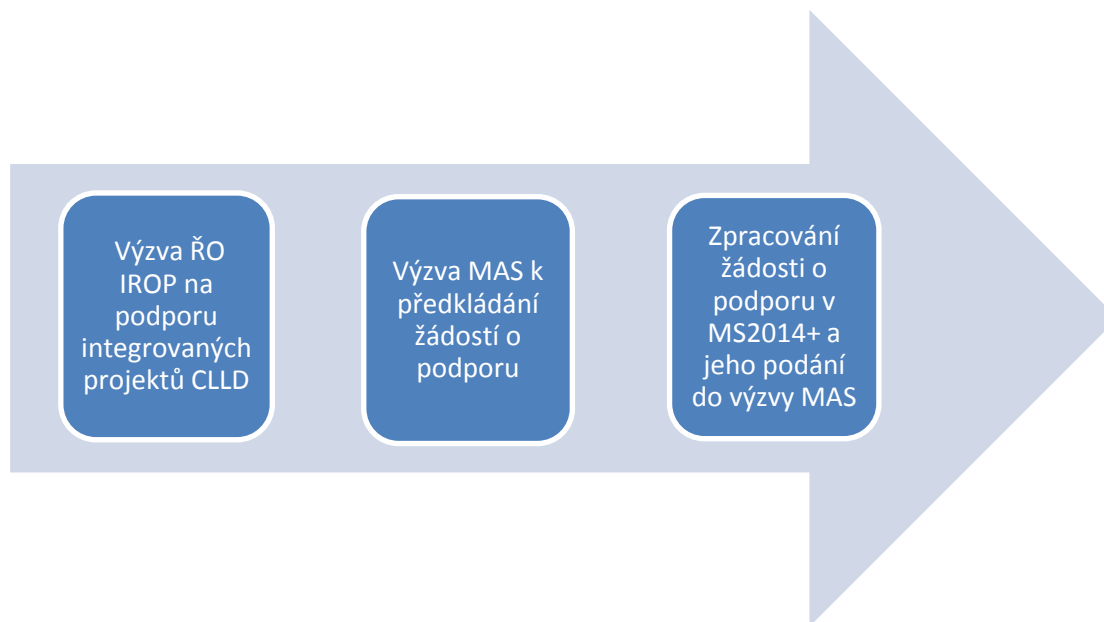 Výzva ŘO
IROP na
podporu
integrovaných
projektů CLLD
Výzva MAS k
předkládání
žádostí o
podporu
Zpracování
žádosti o
podporu v
MS2014+ a
jeho podání
do výzvy MAS